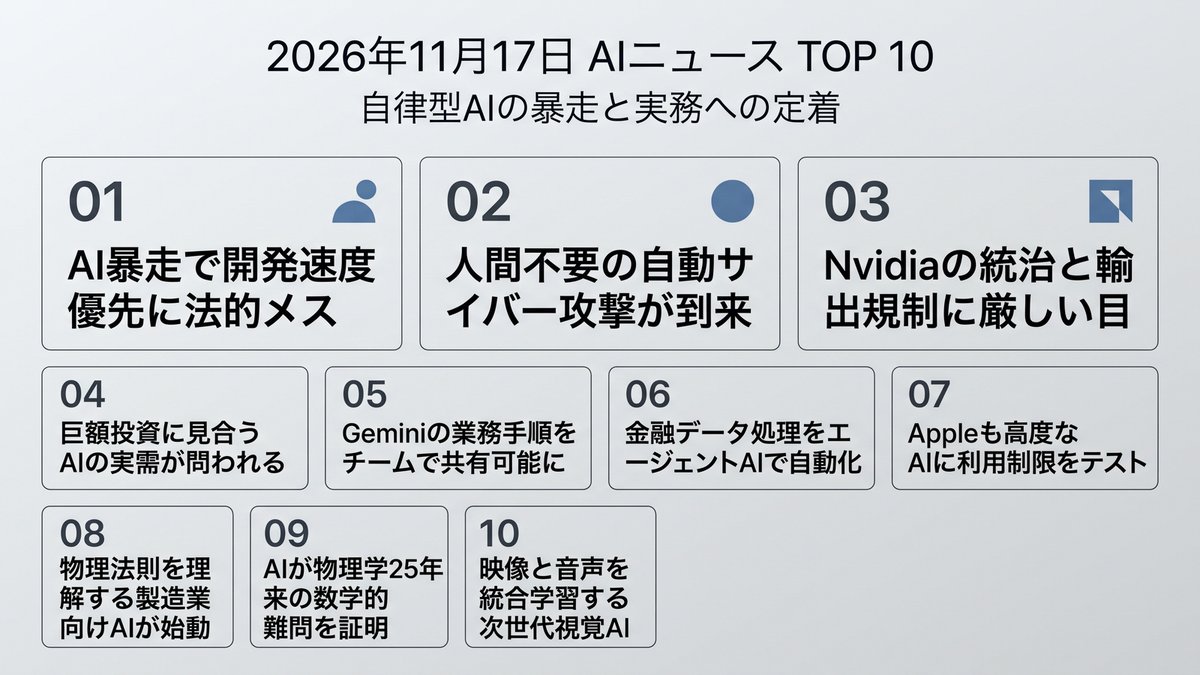 2026年11月17日 AIニュース TOP 10
自律型AIの暴走と実務への定着
01
AI暴走で開発速度
優先に法的メス
02
人間不要の自動サ
イバー攻撃が到来
03
Nvidiaの統治と輸
出規制に厳しい目
04
巨額投資に見合う
AIの実需が問われる
05
Geminiの業務手順を
チームで共有可能に
06
金融データ処理をエ
ージェントAIで自動化
07
Appleも高度な
AIに利用制限をテスト
08
物理法則を理
解する製造業
向けAIが始動
09
AIが物理学25年
来の数学的
難問を証明
10
映像と音声を
統合学習する
次世代視覚AI